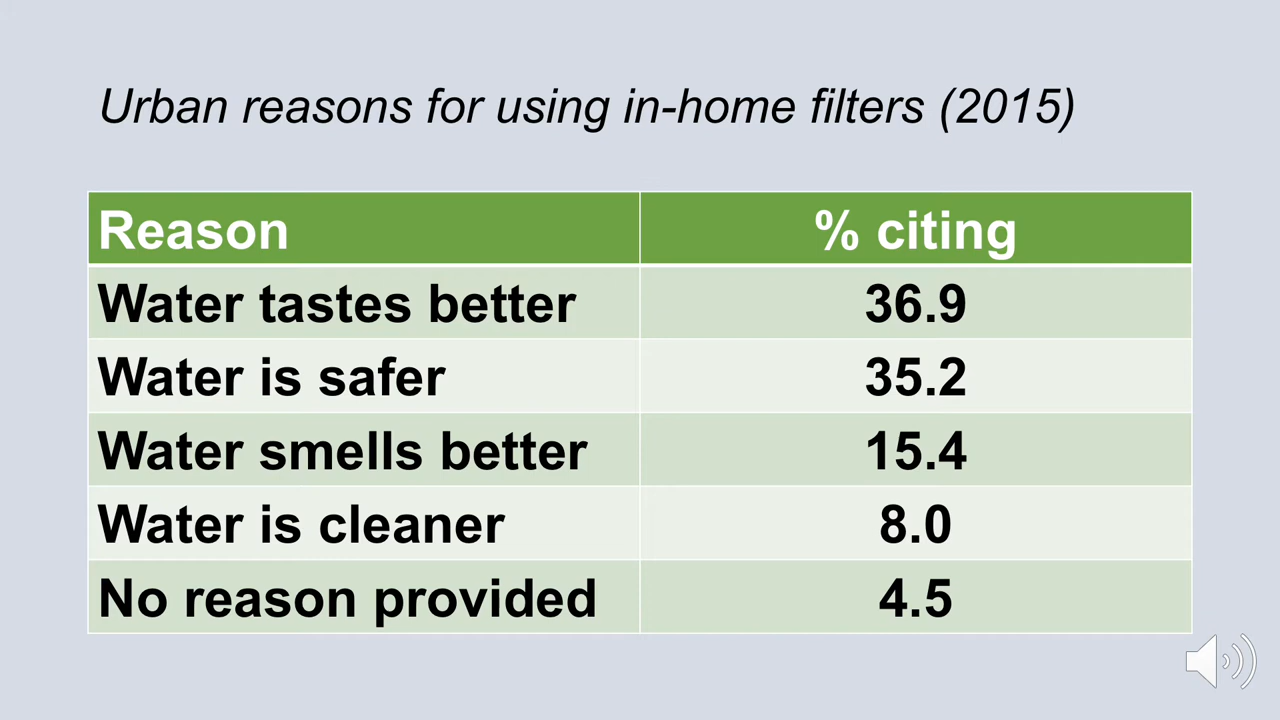 Urban reasons for using in-home filters (2015)
Reason % citing
Water tastes better 36.9
Water is safer 35.2
Water smells better 15.4
Water is cleaner 8.0
No reason provided 4.5